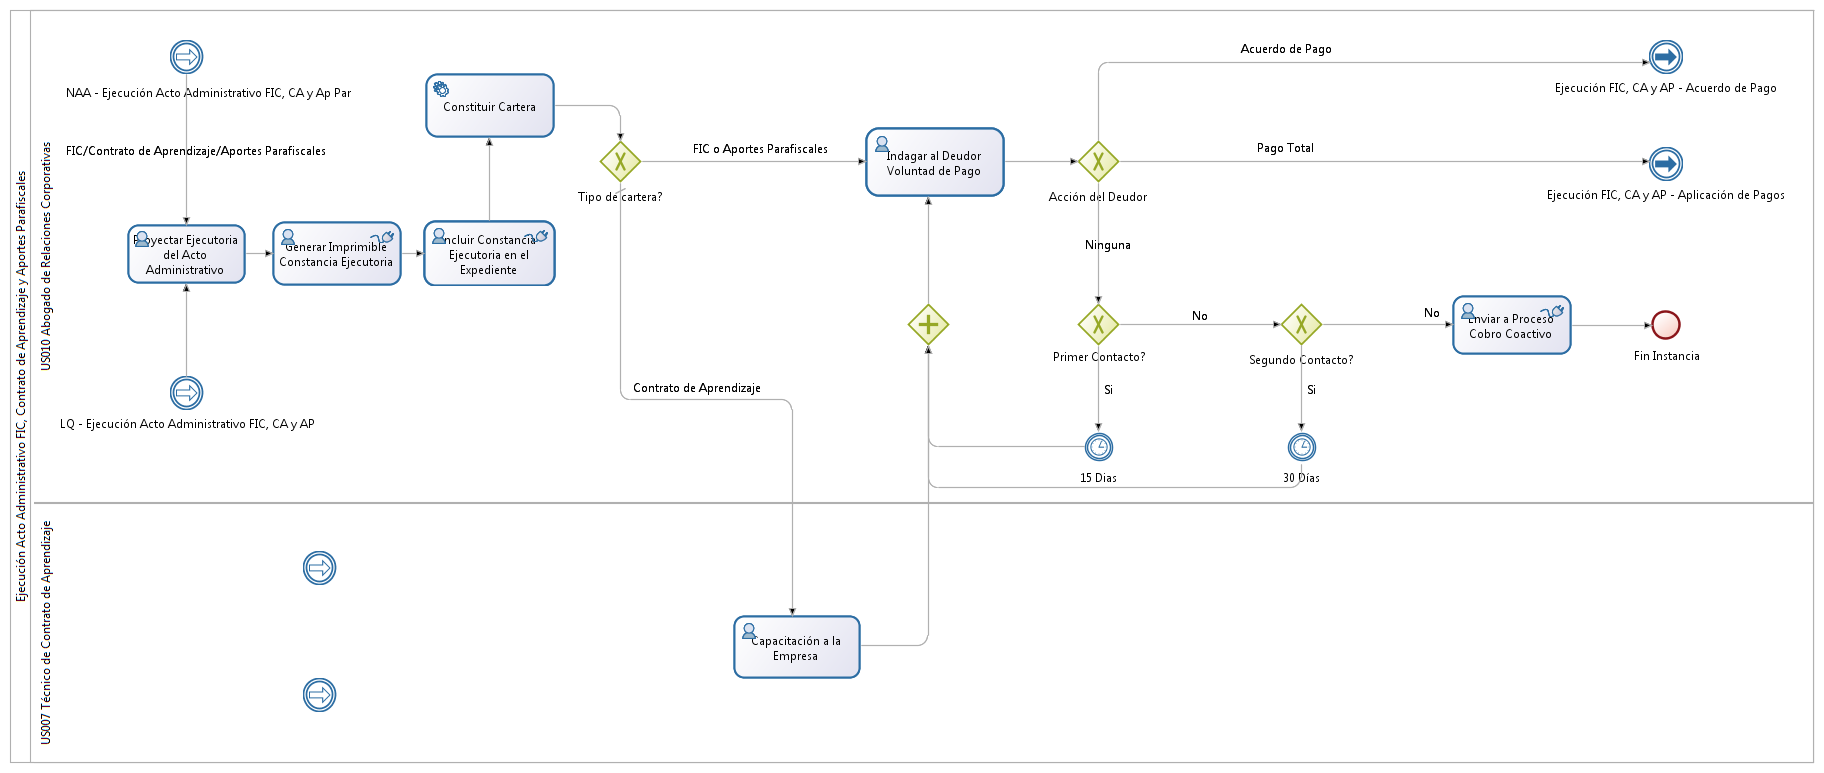 Ejecución Acto Administrativo FIC, Contrato de Aprendizaje y Aportes Parafiscales
US010 Abogado de Relaciones Corporativas
NAA - Ejecución Acto Administrativo FIC, CA y Ap Par
FIC/Contrato de Aprendizaje/Aportes Parafiscales
Proyectar Ejecutoria
del Acto
Administrativo
LQ - Ejecución Acto Administrativo FIC, CA y AP
Generar Imprimible
Constancia Ejecutoria
Incluir Constancia
Ejecutoria en el
Expediente
Constituir Cartera
Tipo de cartera?
FIC o Aportes Parafiscales
Contrato de Aprendizaje
Indagar al Deudor
Voluntad de Pago
Acción del Deudor
Acuerdo de Pago
Ejecución FIC, CA y AP - Acuerdo de Pago
Pago Total
Ejecución FIC, CA y AP - Aplicación de Pagos
Ninguna
Primer Contacto?
No
Si
15 Dias
Segundo Contacto?
No
Si
30 Días
Enviar a Proceso
Cobro Coactivo
Fin Instancia
US007 Técnico de Contrato de Aprendizaje
Capacitación a la
Empresa